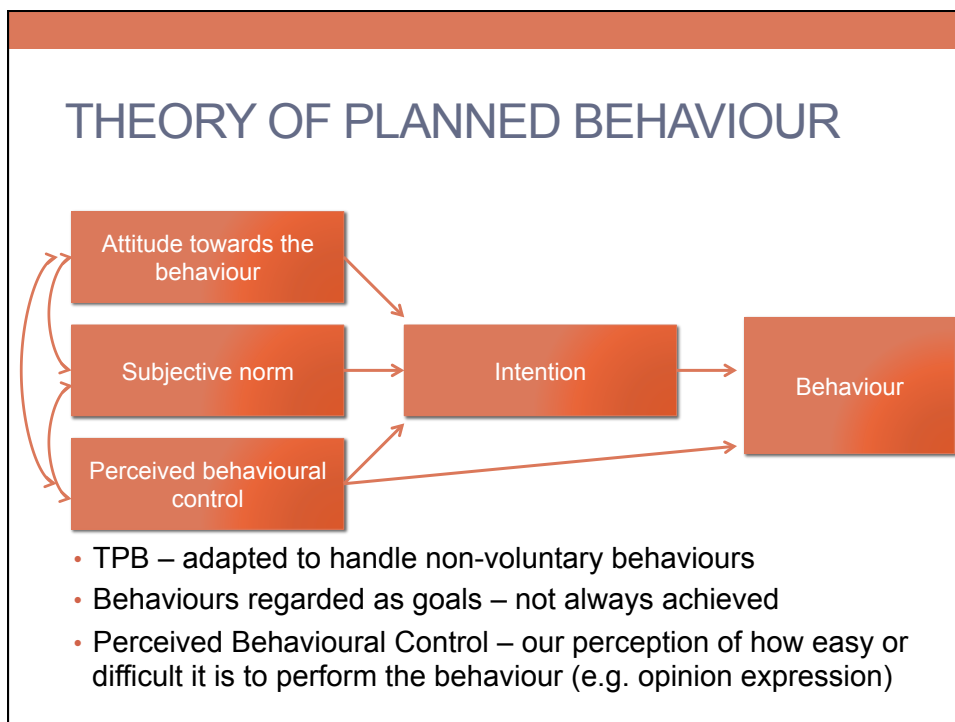 THEORY OF PLANNED BEHAVIOUR
Attitude towards the
behaviour
Subjective norm
Intention
Behaviour
Perceived behavioural
control
• TPB – adapted to handle non-voluntary behaviours
• Behaviours regarded as goals – not always achieved
• Perceived Behavioural Control – our perception of how easy or
difficult it is to perform the behaviour (e.g. opinion expression)